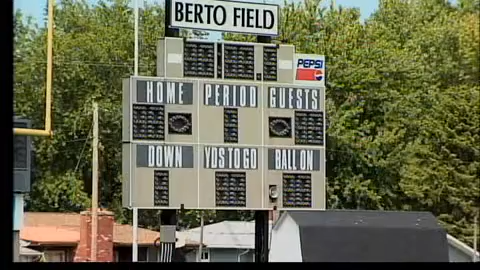 BERTO FIELD
PEPSI
HOME PERIOD GUESTS
DOWN YDS TO GO BALL ON